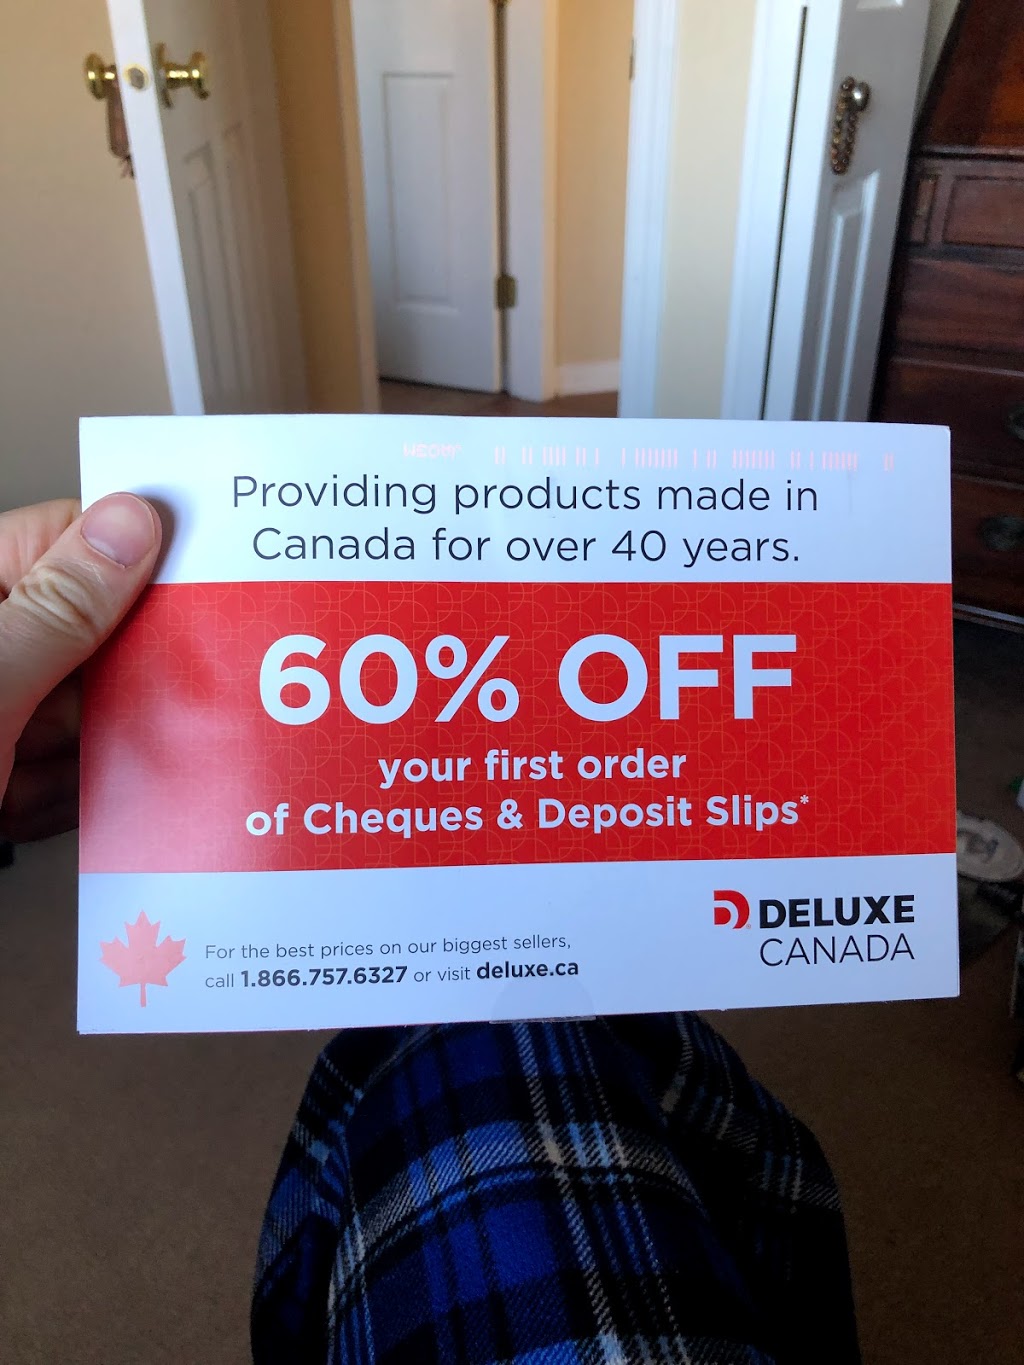 Providing products made in
Canada for over 40 years.
60% OFF
your first order
of Cheques & Deposit Slips*
For the best prices on our biggest sellers,
call 1.866.757.6327 or visit deluxe.ca
DELUXE
CANADA